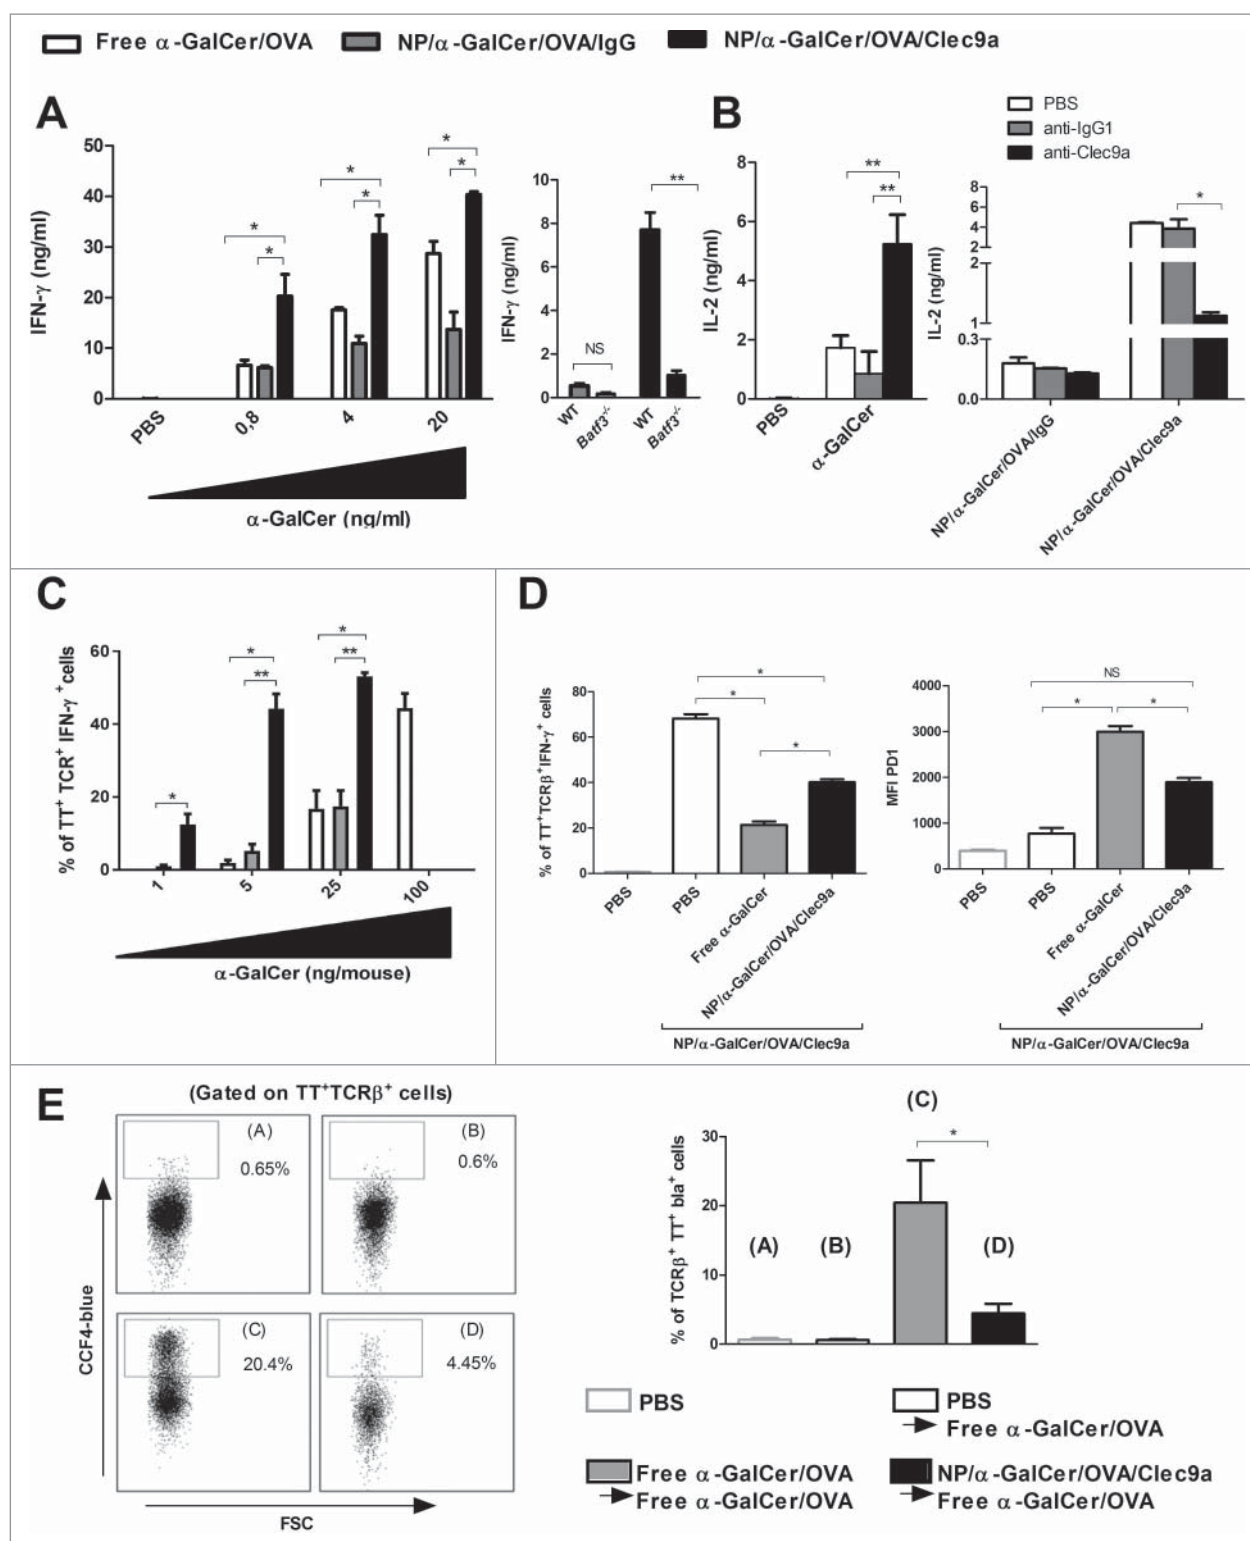 Free α-GalCer/OVA NP/α-GalCer/OVA/IgG NP/α-GalCer/OVA/Clec9a
A
IFN-γ (ng/ml)
50
40
30
20
10
0
* * * * * *
PBS 0,8 4 20
α-GalCer (ng/ml)
IFN-γ (ng/ml)
10
8
6
4
2
0
NS **
WT Batf3-/- WT Batf3-/-
B
PBS
anti-IgG1
anti-Clec9a
IL-2 (ng/ml)
8
6
4
2
0
** **
PBS α-GalCer
IL-2 (ng/ml)
8
6
4
2
2
1
0.3
0.0
*
NP/α-GalCer/OVA/IgG NP/α-GalCer/OVA/Clec9a
C
% of TT+ TCR+ IFN-γ +cells
60
40
20
0
* * ** * **
1 5 25 100
α-GalCer (ng/mouse)
D
% of TT+TCRβ+IFN-γ+ cells
80
60
40
20
0
* * *
PBS PBS Free α-GalCer NP/α-GalCer/OVA/Clec9a
NP/α-GalCer/OVA/Clec9a
MFI PD1
4000
3000
2000
1000
0
NS * *
PBS PBS Free α-GalCer NP/α-GalCer/OVA/Clec9a
NP/α-GalCer/OVA/Clec9a
E
(Gated on TT+TCRβ+ cells)
(A)
0.65%
(B)
0.6%
(C)
20.4%
(D)
4.45%
CCF4-blue
FSC
% of TCRβ+ TT+ bla+ cells
30
20
10
0
(A) (B) (C) (D)
*
PBS
PBS
Free α-GalCer/OVA
Free α-GalCer/OVA
Free α-GalCer/OVA
NP/α-GalCer/OVA/Clec9a
Free α-GalCer/OVA